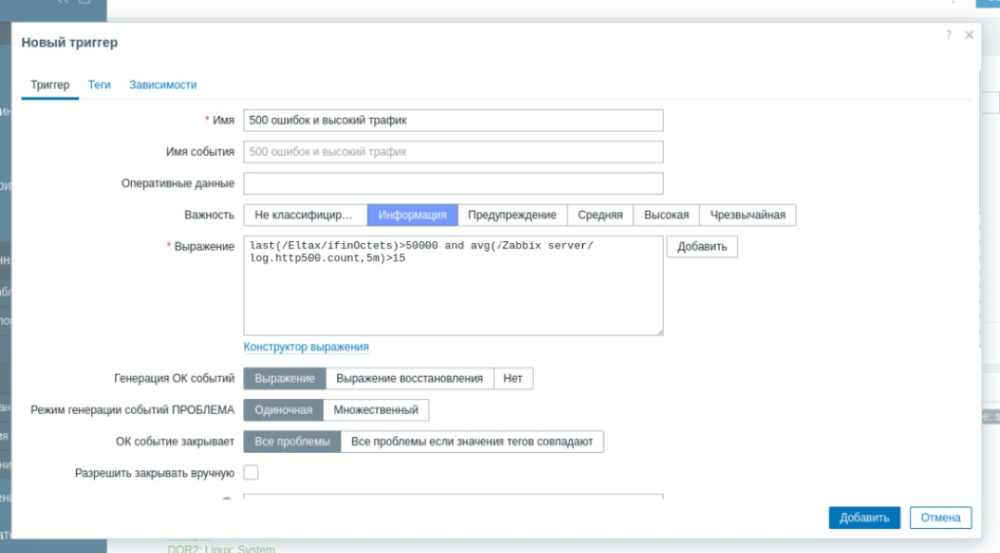 Новый триггер
?
Триггер Теги Зависимости
* Имя 500 ошибок и высокий трафик
Имя события 500 ошибок и высокий трафик
Оперативные данные
Важность Не классифицир... Информация Предупреждение Средняя Высокая Чрезвычайная
* Выражение last(/Eltax/ifinOctets)>50000 and avg(/Zabbix server/ Добавить
log.http500.count,5m)>15
Конструктор выражения
Генерация ОК событий Выражение Выражение восстановления Нет
Режим генерации событий ПРОБЛЕМА Одиночная Множественный
ОК событие закрывает Все проблемы Все проблемы если значения тегов совпадают
Разрешить закрывать вручную
Добавить Отмена
DOR2: Linux: System